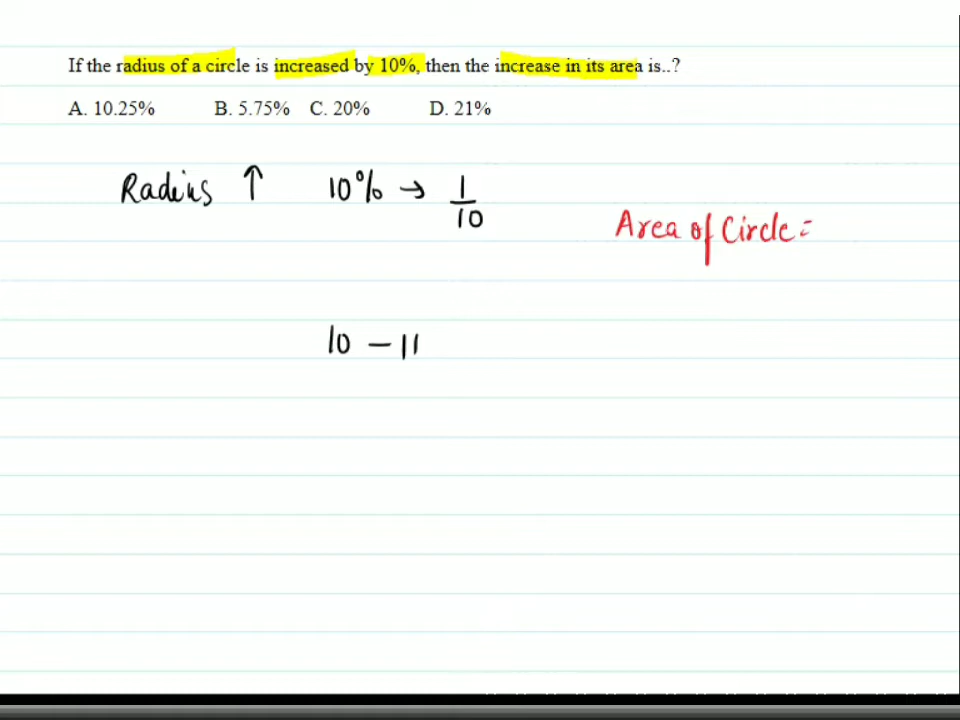 If the radius of a circle is increased by 10%, then the increase in its area is..?
A. 10.25% B. 5.75% C. 20% D. 21%
Radius ↑ 10% → 1/10
Area of Circle =
10 – 11